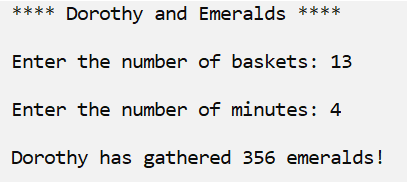 **** Dorothy and Emeralds ****
Enter the number of baskets: 13
Enter the number of minutes: 4
Dorothy has gathered 356 emeralds!